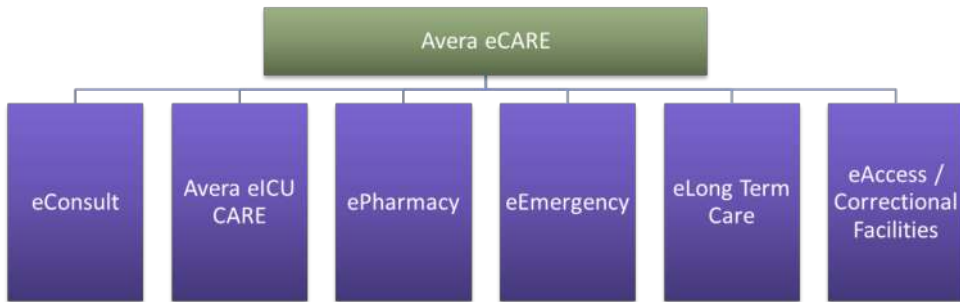 Avera eCARE
eConsult
Avera eICU
CARE
ePharmacy
eEmergency
eLong Term
Care
eAccess /
Correctional
Facilities